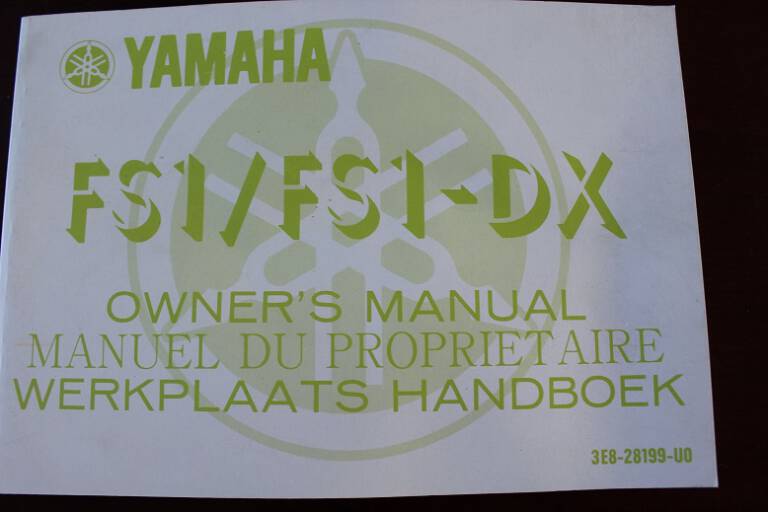 YAMAHA
FS1/FS1-DX
OWNER'S MANUAL
MANUEL DU PROPRIETAIRE
WERKPLAATS HANDBOEK
3E8-28199-U0